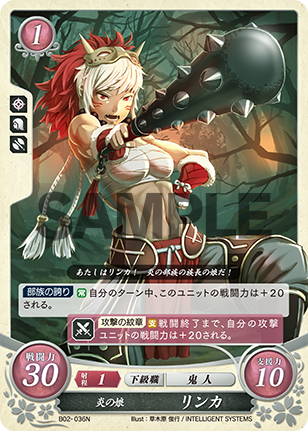 1
SAMPLE
あたしはリンカ! 炎の部族の族長の娘だ!
部族の誇り 常 自分のターン中、このユニットの戦闘力は+20
される。
攻撃の紋章 支 戦闘終了まで、自分の攻撃
ユニットの戦闘力は+20される。
戦闘力
30
射程 1 下級職 鬼人
支援力
10
炎の娘 リンカ
B02-036N Illust:草木原 俊行/INTELLIGENT SYSTEMS